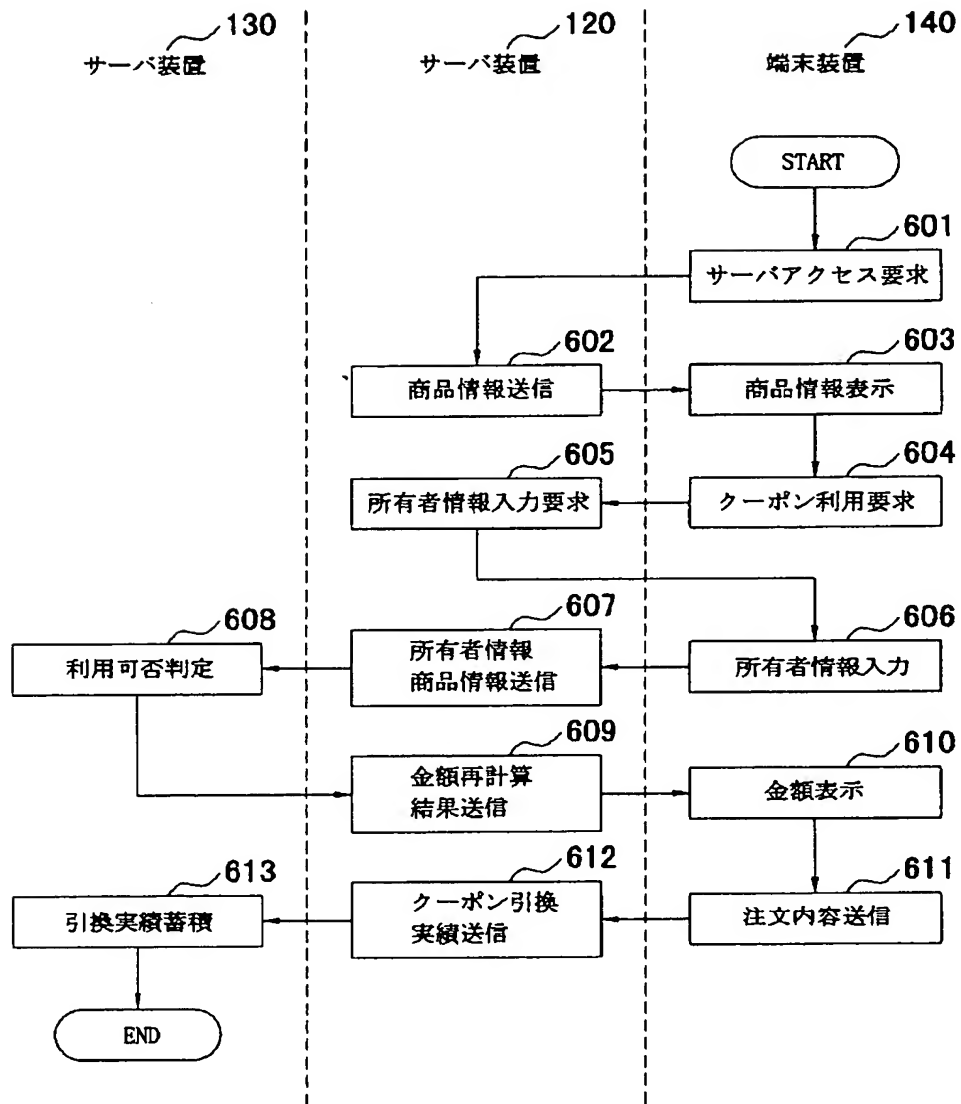 130
サーバ装置
120
サーバ装置
140
端末装置
START
601
サーバアクセス要求
602
商品情報送信
603
商品情報表示
605
所有者情報入力要求
604
クーポン利用要求
608
利用可否判定
607
所有者情報
商品情報送信
606
所有者情報入力
609
金額再計算
結果送信
610
金額表示
613
引換実績蓄積
612
クーポン引換
実績送信
611
注文内容送信
END